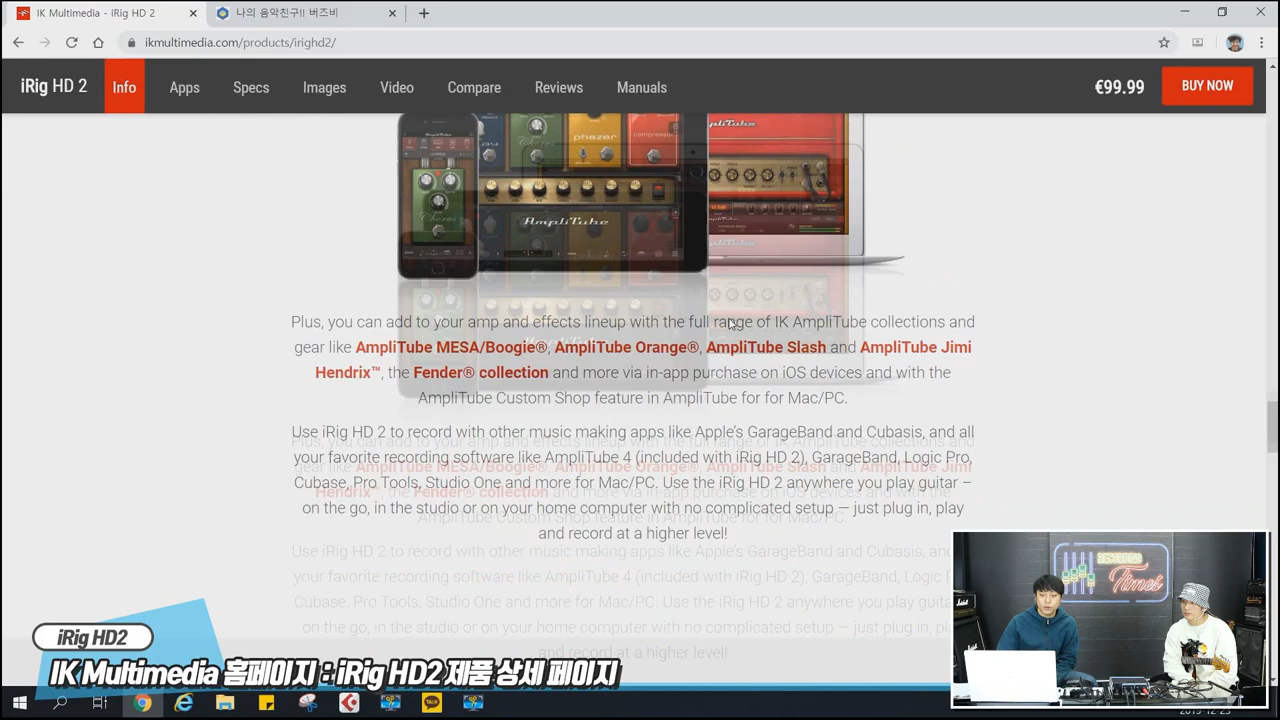 IK Multimedia - iRig HD 2
나의 음악친구!! 버즈비
ikmultimedia.com/products/irighd2/
iRig HD 2
Info
Apps
Specs
Images
Video
Compare
Reviews
Manuals
€99.99
BUY NOW
phazer
compressor
AmpliTube
Plus, you can add to your amp and effects lineup with the full range of IK AmpliTube collections and
gear like AmpliTube MESA/Boogie®, AmpliTube Orange®, AmpliTube Slash and AmpliTube Jimi
Hendrix™, the Fender® collection and more via in-app purchase on iOS devices and with the
AmpliTube Custom Shop feature in AmpliTube for for Mac/PC.
Use iRig HD 2 to record with other music making apps like Apple's GarageBand and Cubasis, and all
your favorite recording software like AmpliTube 4 (included with iRig HD 2), GarageBand, Logic Pro,
Cubase, Pro Tools, Studio One and more for Mac/PC. Use the iRig HD 2 anywhere you play guitar –
on the go, in the studio or on your home computer with no complicated setup — just plug in, play
and record at a higher level!
Times
iRig HD2
IK Multimedia 홈페이지 : iRig HD2 제품 상세 페이지
TALK
2019-12-23